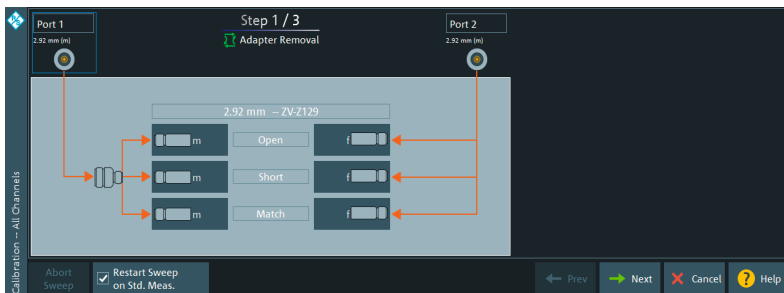 Port 1
2.92 mm (m)
Step 1 / 3
Adapter Removal
Port 2
2.92 mm (m)
2.92 mm – ZV-Z129
m Open f
m Short f
m Match f
Calibration -- All Channels
Abort Sweep
Restart Sweep
on Std. Meas.
Prev
Next
Cancel
? Help